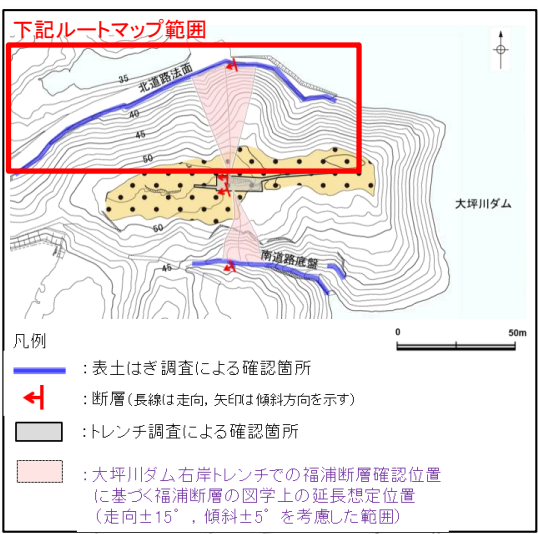 下記ルートマップ範囲
35
北道路法面
40
45
50
大坪川ダム
50
南道路底盤
45
凡例
0 50m
：表土はぎ調査による確認箇所
：断層(長線は走向，矢印は傾斜方向を示す)
：トレンチ調査による確認箇所
：大坪川ダム右岸トレンチでの福浦断層確認位置
に基づく福浦断層の図学上の延長想定位置
(走向±15°，傾斜±5°を考慮した範囲)